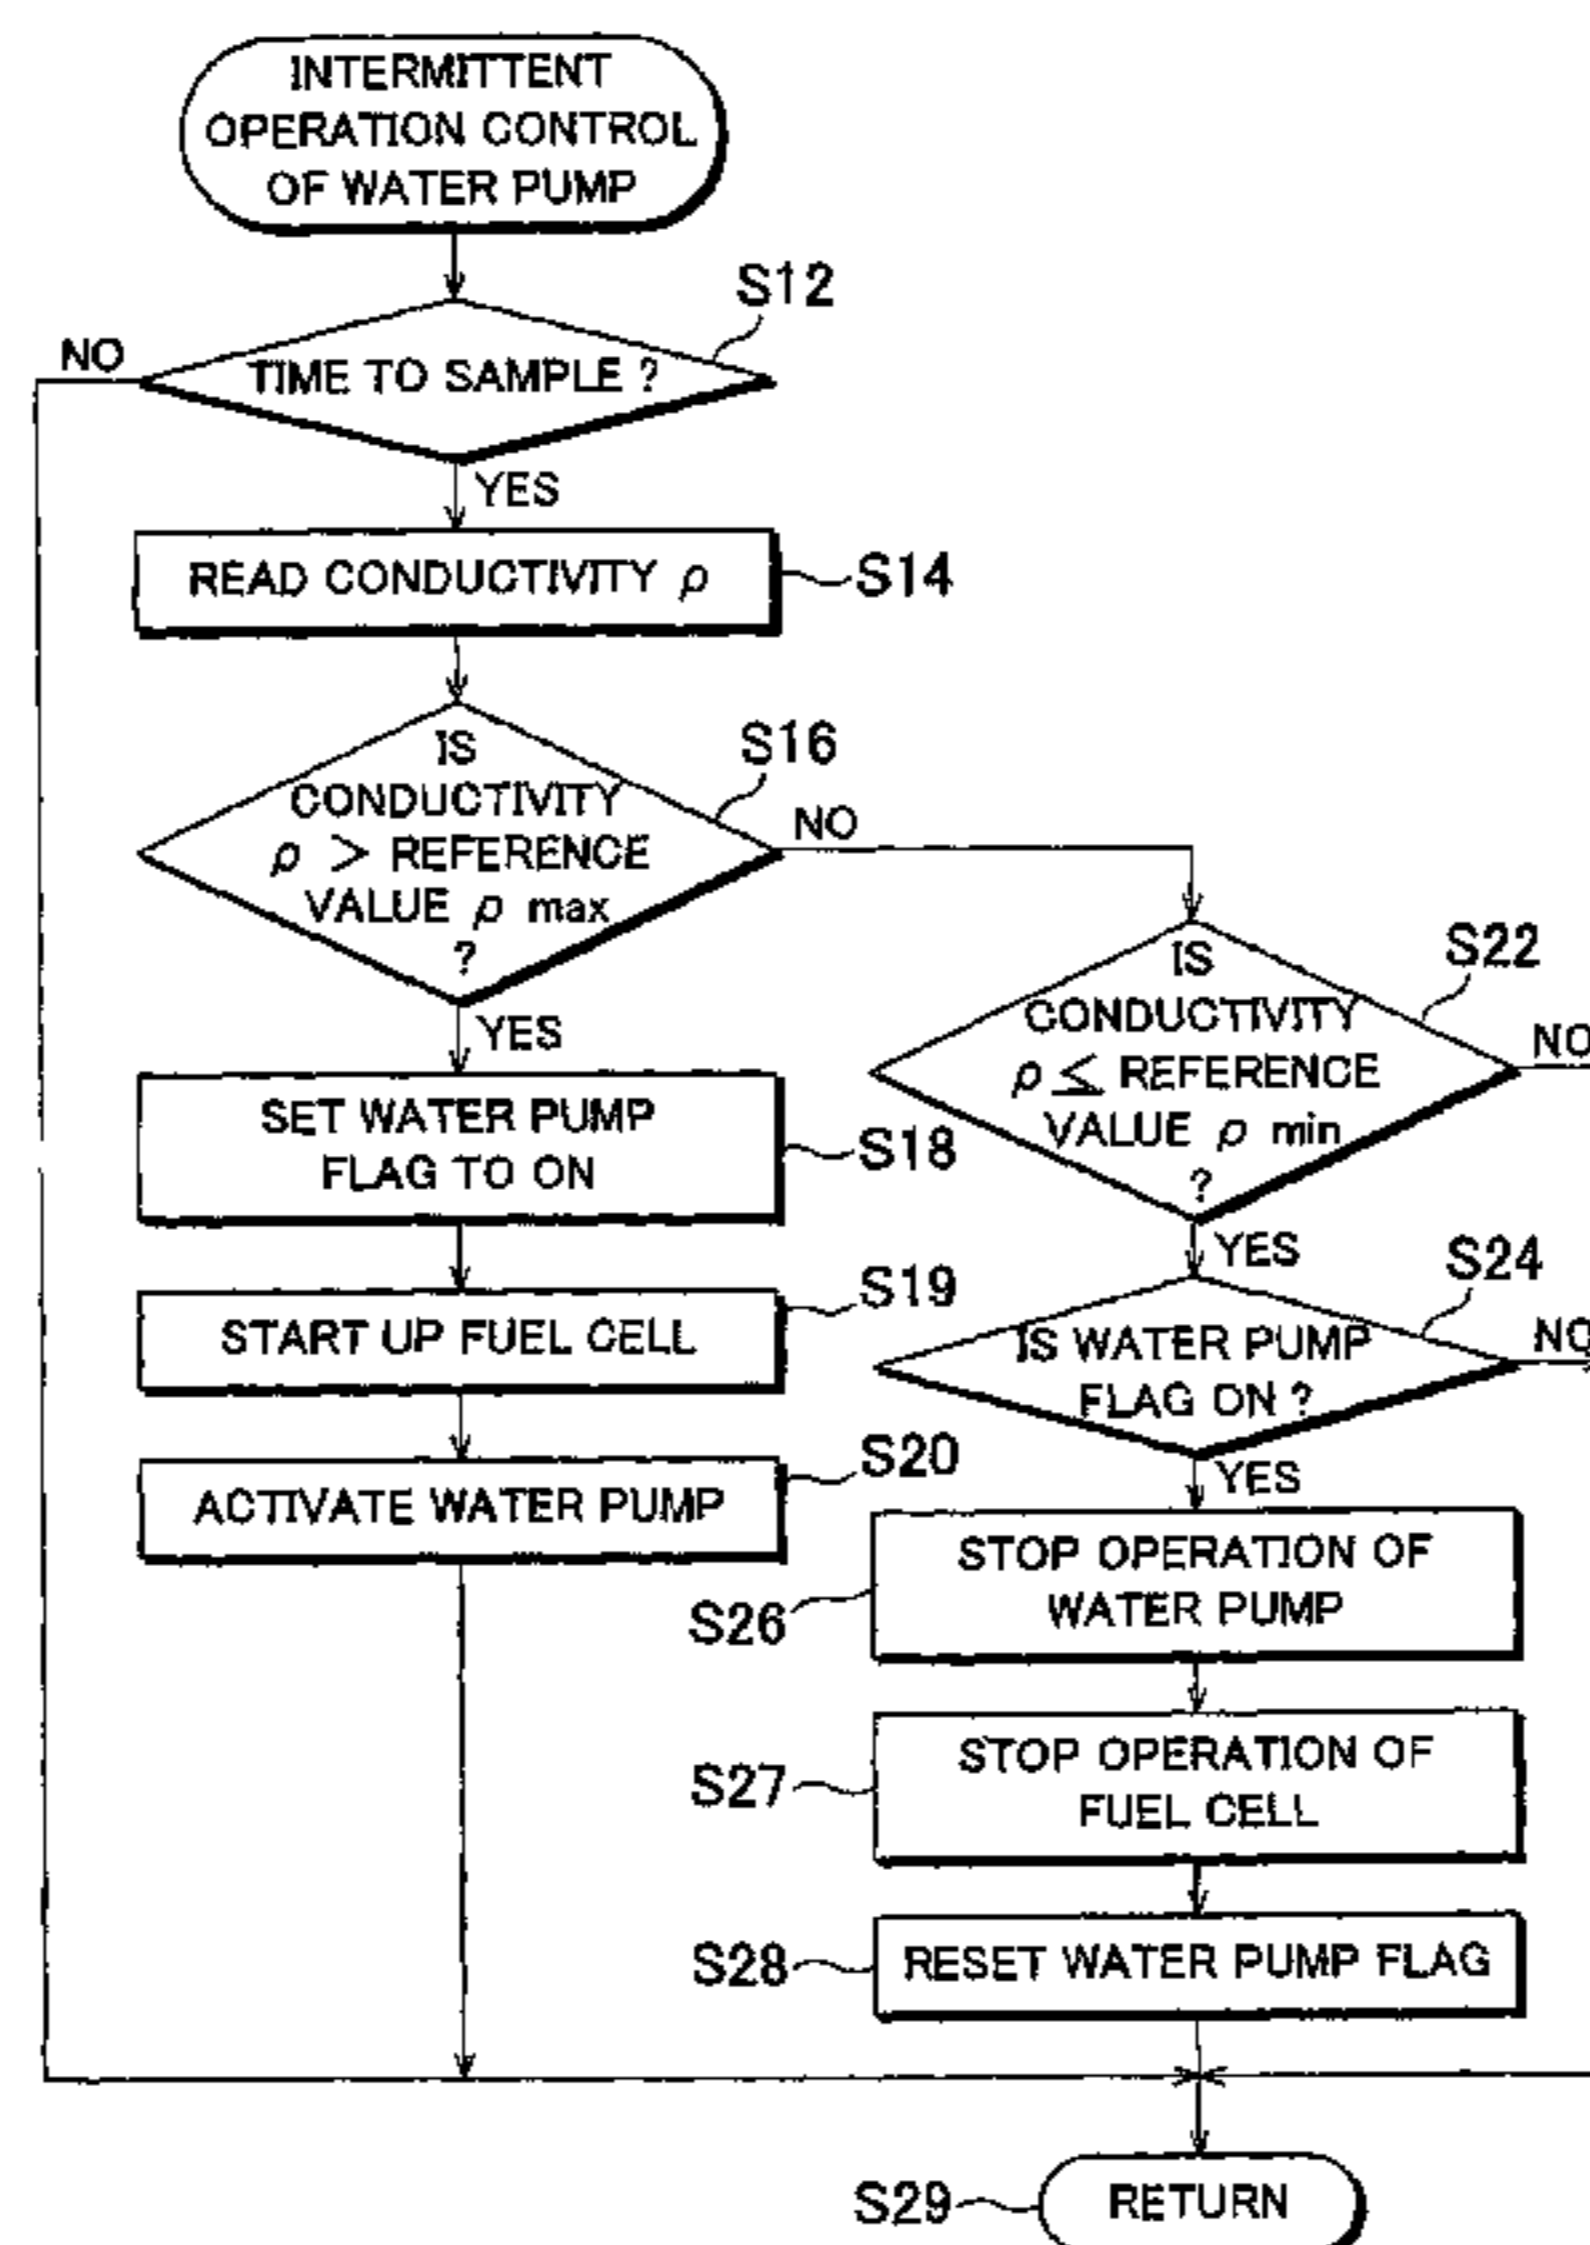 INTERMITTENT
OPERATION CONTROL
OF WATER PUMP
S12
NO
TIME TO SAMPLE ?
YES
READ CONDUCTIVITY ρ
S14
IS
CONDUCTIVITY
ρ > REFERENCE
VALUE ρ max
?
S16
NO
YES
SET WATER PUMP
FLAG TO ON
S18
START UP FUEL CELL
S19
ACTIVATE WATER PUMP
S20
IS
CONDUCTIVITY
ρ ≦ REFERENCE
VALUE ρ min
?
S22
NO
YES
IS WATER PUMP
FLAG ON ?
S24
NO
YES
STOP OPERATION OF
WATER PUMP
S26
STOP OPERATION OF
FUEL CELL
S27
RESET WATER PUMP FLAG
S28
RETURN
S29